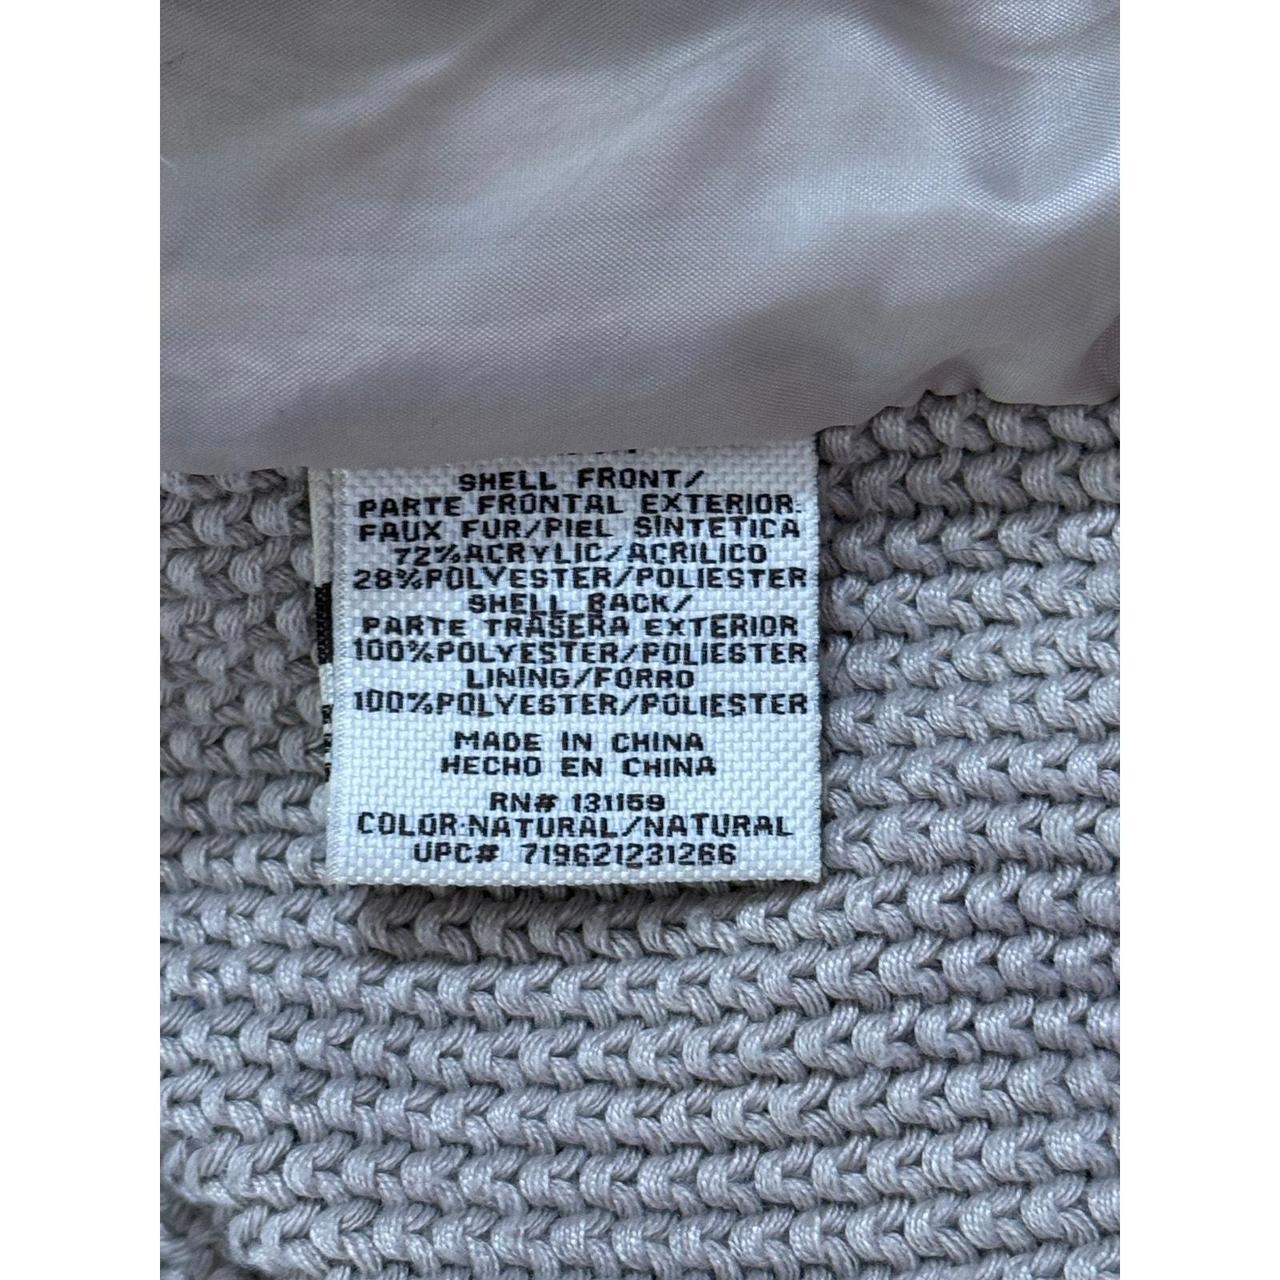 SHELL FRONT/
PARTE FRONTAL EXTERIOR:
FAUX FUR/PIEL SINTETICA
72%ACRYLIC/ACRILICO
28%POLYESTER/POLIESTER
SHELL BACK/
PARTE TRASERA EXTERIOR
100%POLYESTER/POLIESTER
LINING/FORRO
100%POLYESTER/POLIESTER
MADE IN CHINA
HECHO EN CHINA
RN# 131159
COLOR:NATURAL/NATURAL
UPC# 719621231266